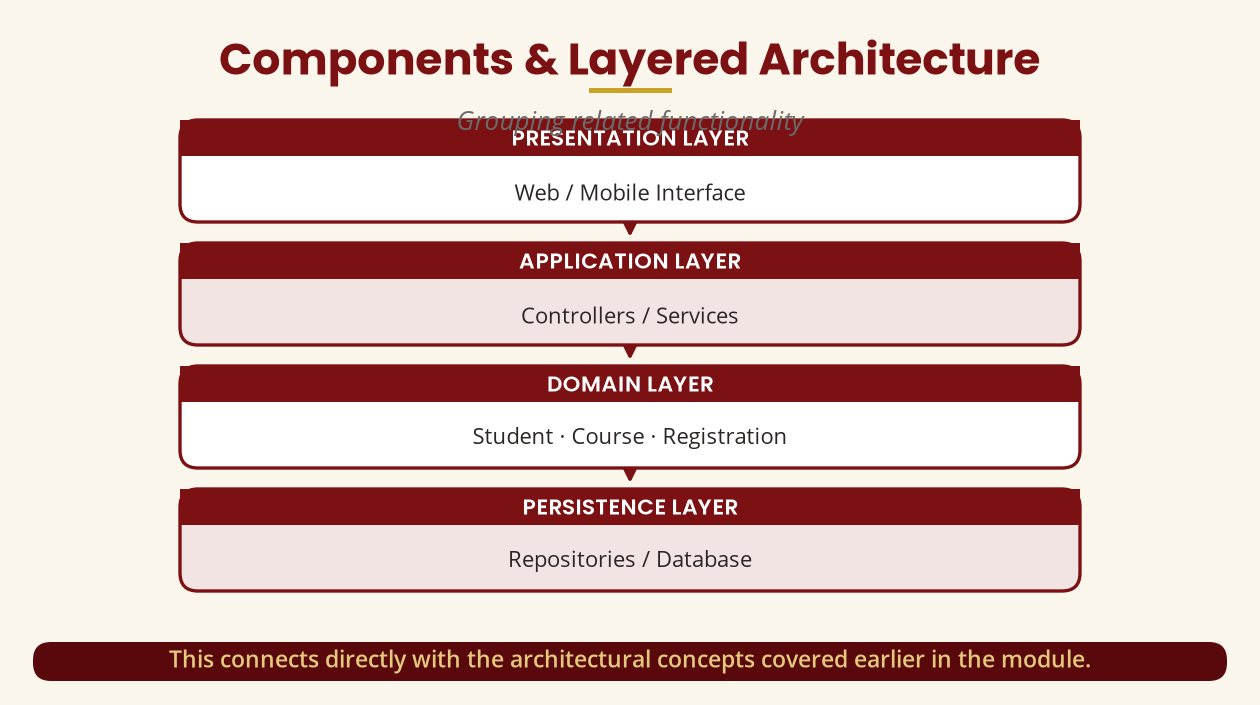 Components & Layered Architecture
Grouping related functionality
PRESENTATION LAYER
Web / Mobile Interface
APPLICATION LAYER
Controllers / Services
DOMAIN LAYER
Student · Course · Registration
PERSISTENCE LAYER
Repositories / Database
This connects directly with the architectural concepts covered earlier in the module.